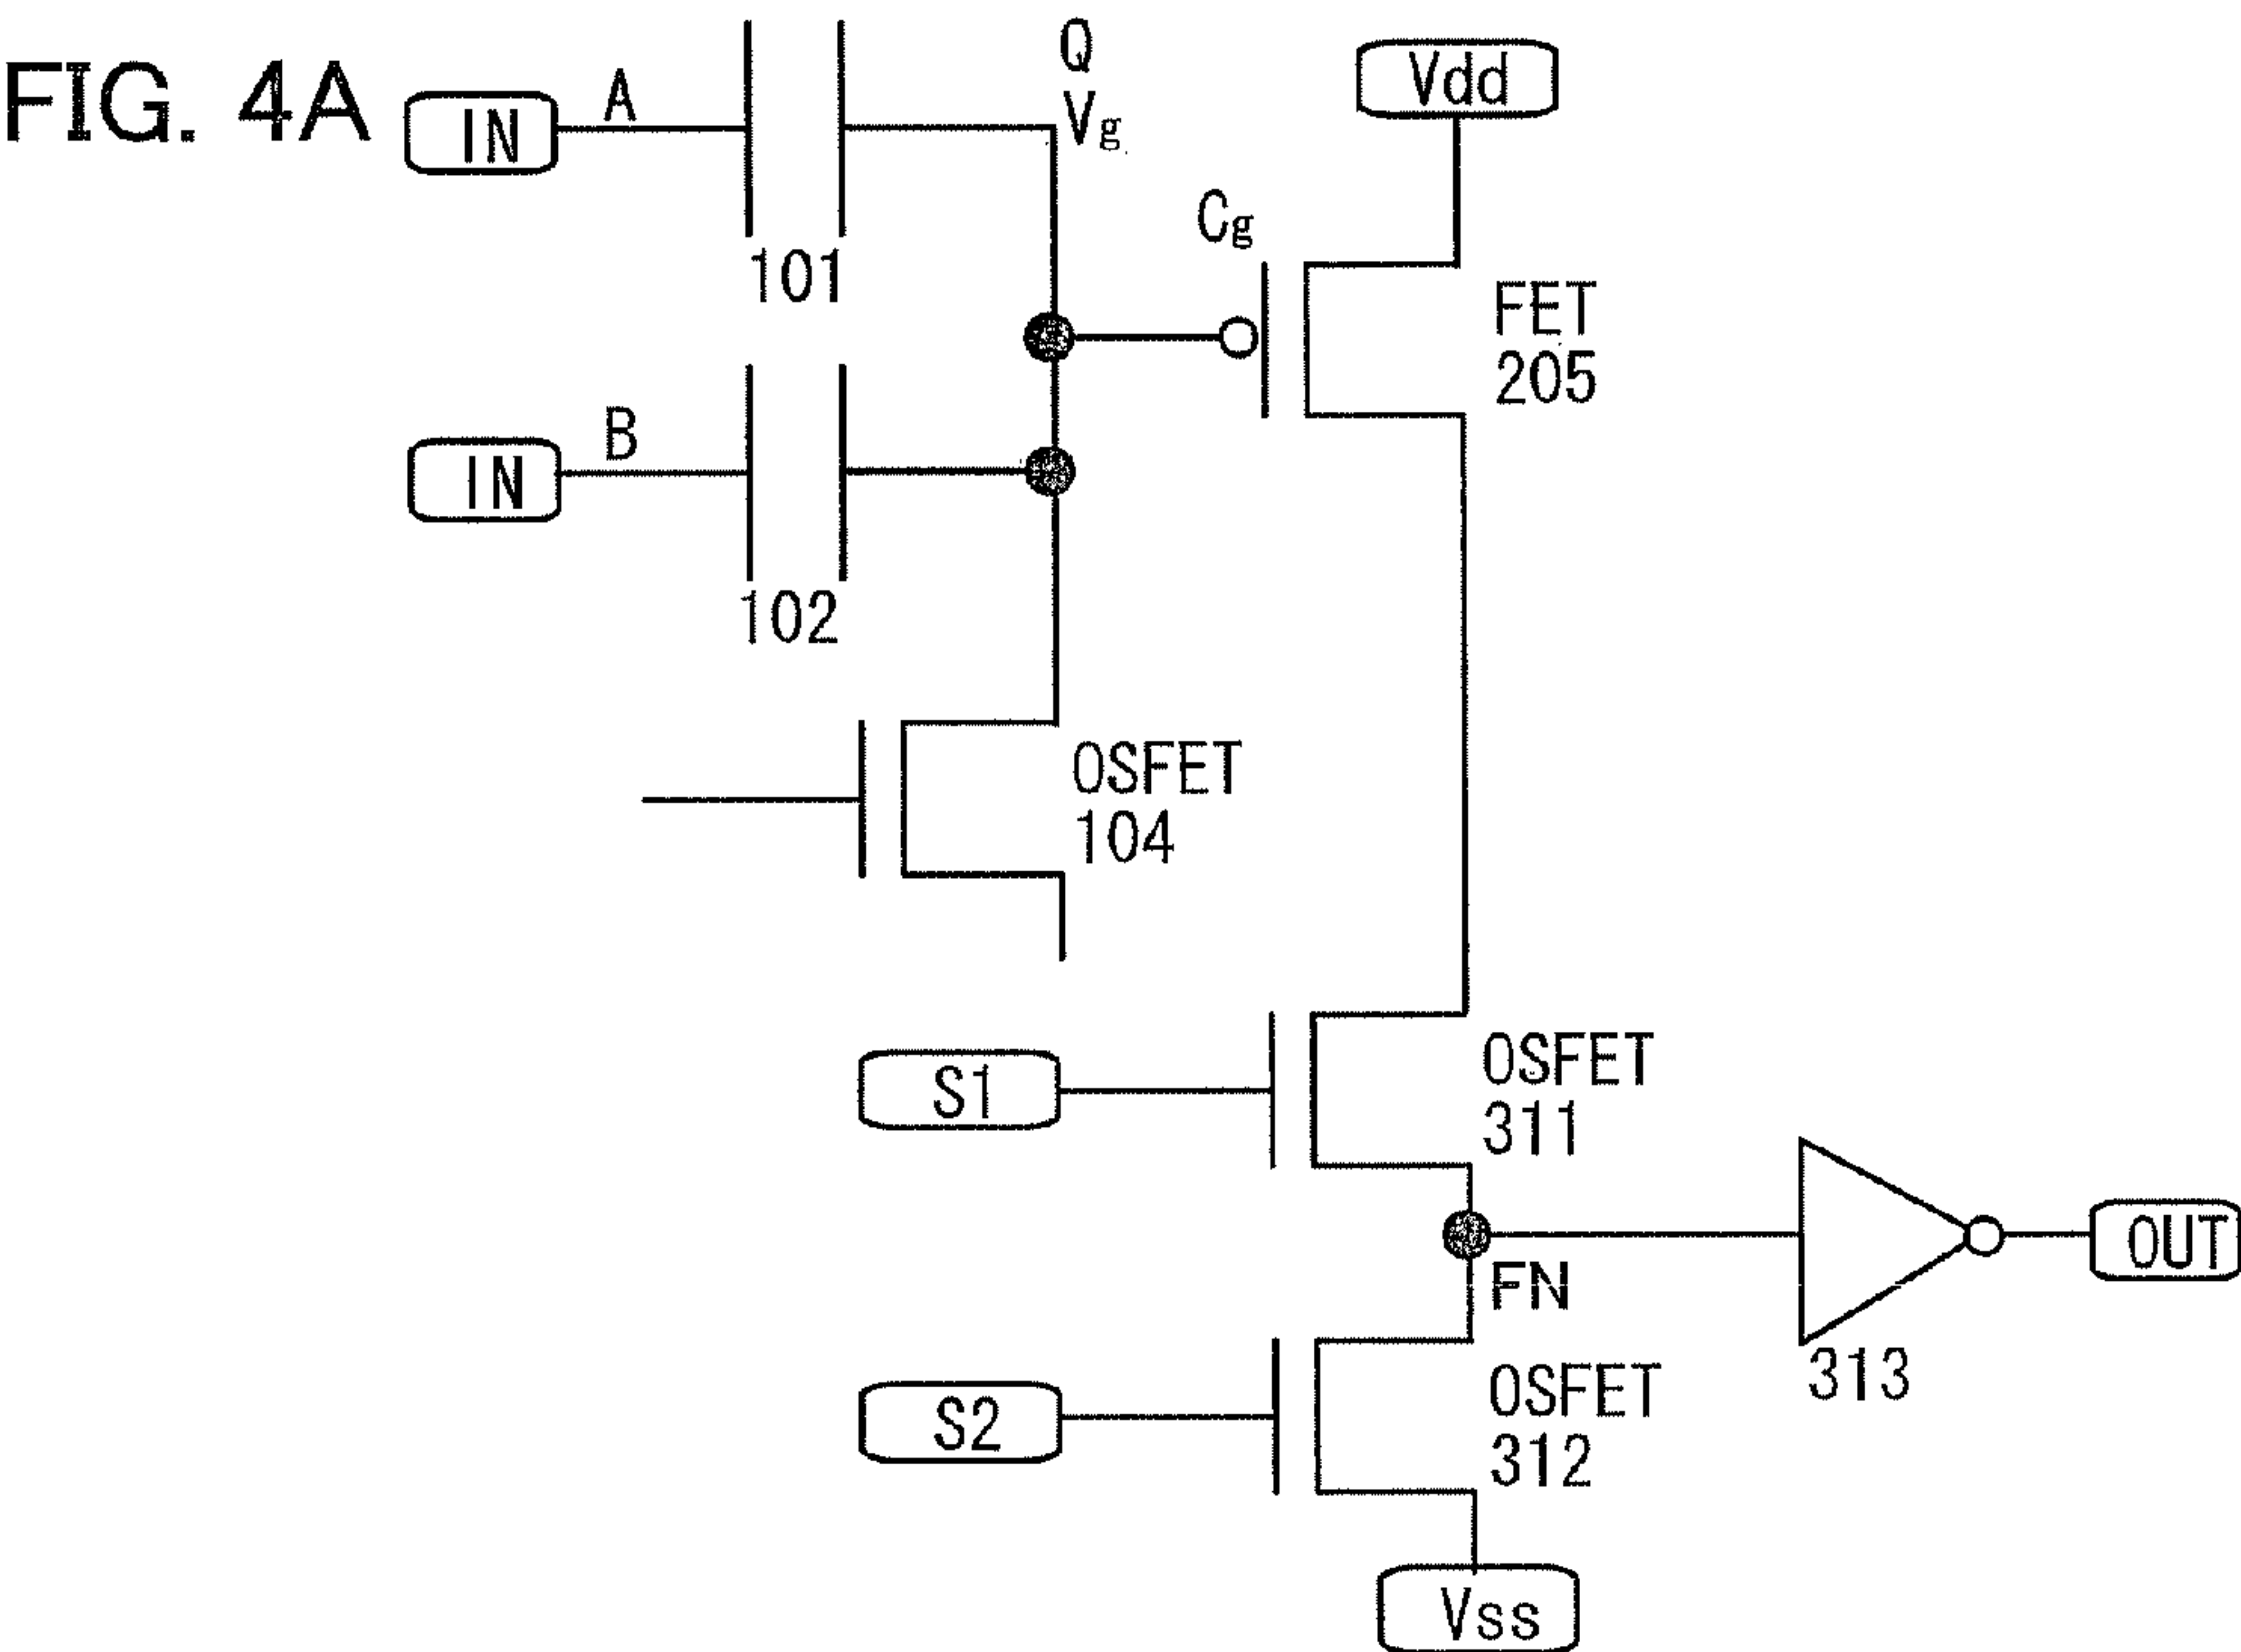 FIG. 4A
IN
A
Q
Vg
Vdd
101
Cg
FET
205
IN
B
102
OSFET
104
S1
OSFET
311
FN
OUT
313
S2
OSFET
312
Vss